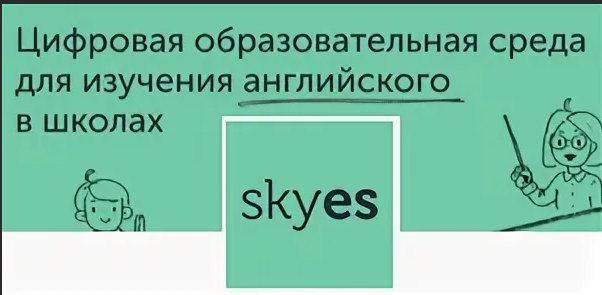 Цифровая образовательная среда
для изучения английского
в школах
skyes